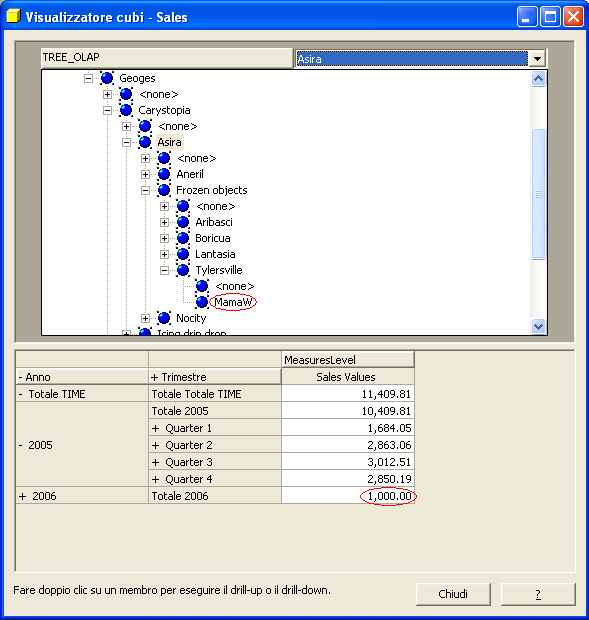 Visualizzatore cubi - Sales
TREE_OLAP Asira
Geoges
<none>
Carystopia
<none>
Asira
<none>
Aneril
Frozen objects
<none>
Aribasci
Boricua
Lantasia
Tylersville
<none>
MamaW
Nocity
Icing drip drop
MeasuresLevel
- Anno + Trimestre Sales Values
- Totale TIME Totale Totale TIME 11,409.81
Totale 2005 10,409.81
+ Quarter 1 1,684.05
- 2005 + Quarter 2 2,863.06
+ Quarter 3 3,012.51
+ Quarter 4 2,850.19
+ 2006 Totale 2006 1,000.00
Fare doppio clic su un membro per eseguire il drill-up o il drill-down.
Chiudi ?